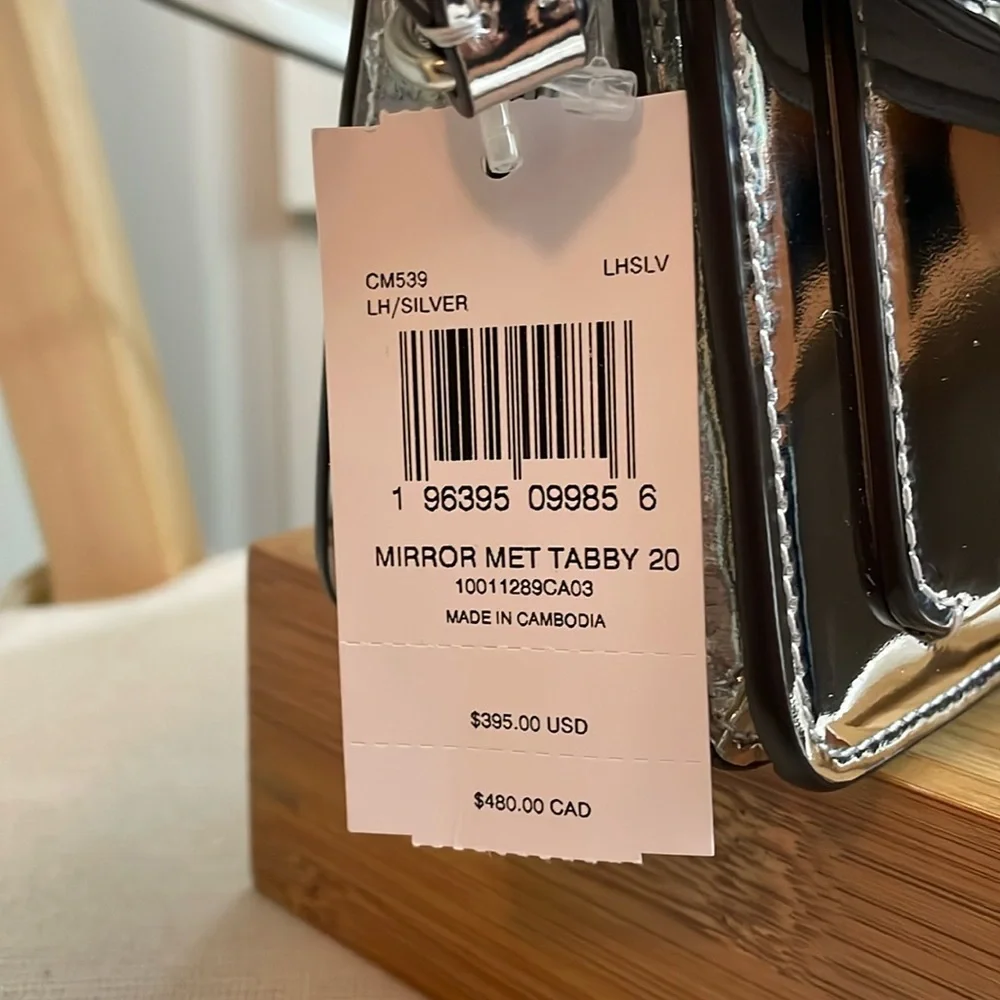 CM539 LHSLV
LH/SILVER
1 96395 09985 6
MIRROR MET TABBY 20
10011289CA03
MADE IN CAMBODIA
$395.00 USD
$480.00 CAD